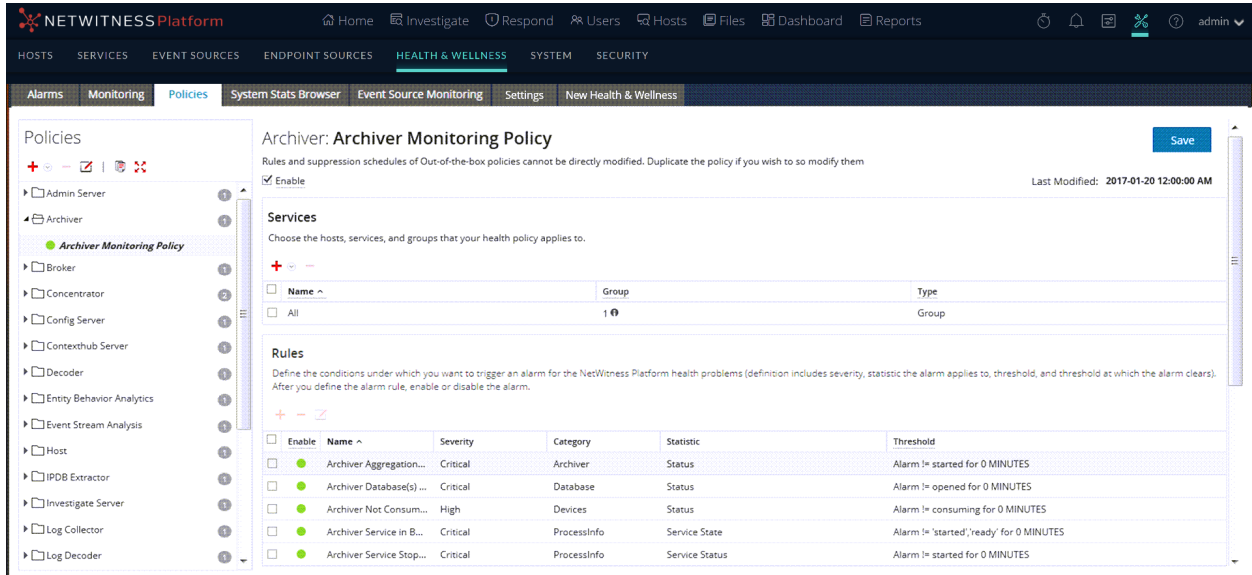 NETWITNESS Platform Home Investigate Respond Users Hosts Files Dashboard Reports admin
HOSTS SERVICES EVENT SOURCES ENDPOINT SOURCES HEALTH & WELLNESS SYSTEM SECURITY
Alarms Monitoring Policies System Stats Browser Event Source Monitoring Settings New Health & Wellness
Policies
Admin Server 1
Archiver 1
Archiver Monitoring Policy
Broker 1
Concentrator 2
Config Server 1
Contexthub Server 1
Decoder 1
Entity Behavior Analytics 1
Event Stream Analysis 1
Host 1
IPDB Extractor 1
Investigate Server 1
Log Collector 1
Log Decoder 1
Archiver: Archiver Monitoring Policy
Save
Rules and suppression schedules of Out-of-the-box policies cannot be directly modified. Duplicate the policy if you wish to so modify them
Enable
Last Modified: 2017-01-20 12:00:00 AM
Services
Choose the hosts, services, and groups that your health policy applies to.
Name Group Type
All 1 Group
Rules
Define the conditions under which you want to trigger an alarm for the NetWitness Platform health problems (definition includes severity, statistic the alarm applies to, threshold, and threshold at which the alarm clears).
After you define the alarm rule, enable or disable the alarm.
Enable Name Severity Category Statistic Threshold
Archiver Aggregation... Critical Archiver Status Alarm != started for 0 MINUTES
Archiver Database(s) ... Critical Database Status Alarm != opened for 0 MINUTES
Archiver Not Consum... High Devices Status Alarm != consuming for 0 MINUTES
Archiver Service in B... Critical ProcessInfo Service State Alarm != 'started','ready' for 0 MINUTES
Archiver Service Stop... Critical ProcessInfo Service Status Alarm != started for 0 MINUTES